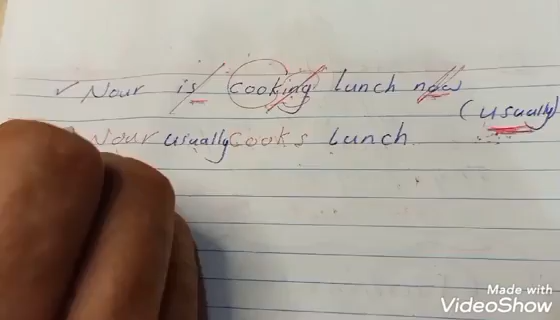 ✓ Nour is cooking lunch now
(usually)
Nour usually Cooks lunch.
Made with
VideoShow